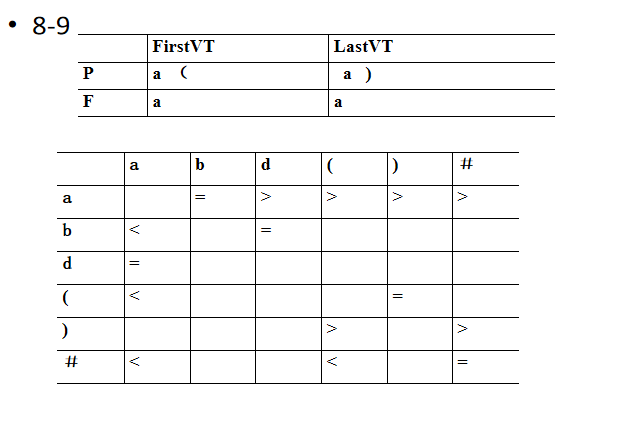 • 8-9
FirstVT LastVT
P a ( a )
F a a
a b d ( ) #
a = > > > >
b < =
d =
( < =
) > >
# < < =